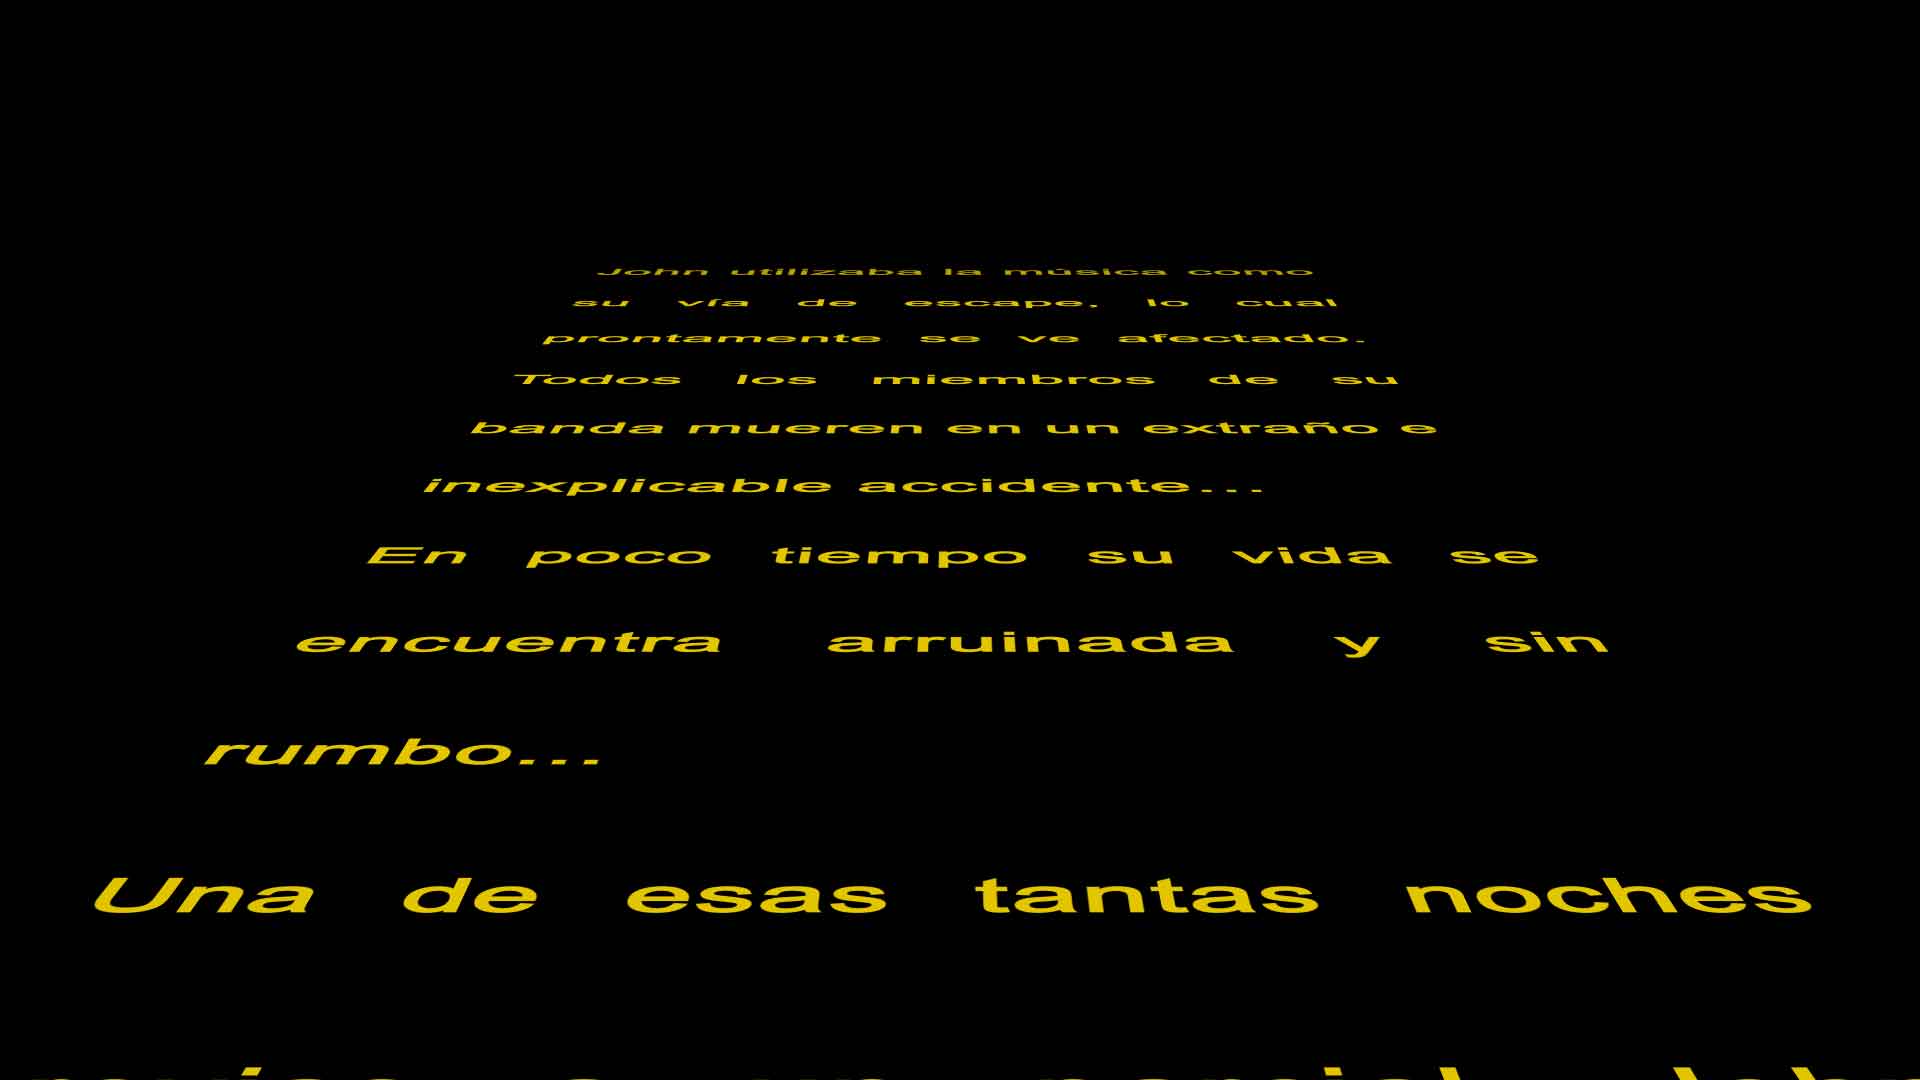 John utilizaba la música como
su vía de escape, lo cual
prontamente se ve afectado.
Todos los miembros de su
banda mueren en un extraño e
inexplicable accidente...
En poco tiempo su vida se
encuentra arruinada y sin
rumbo...
Una de esas tantas noches